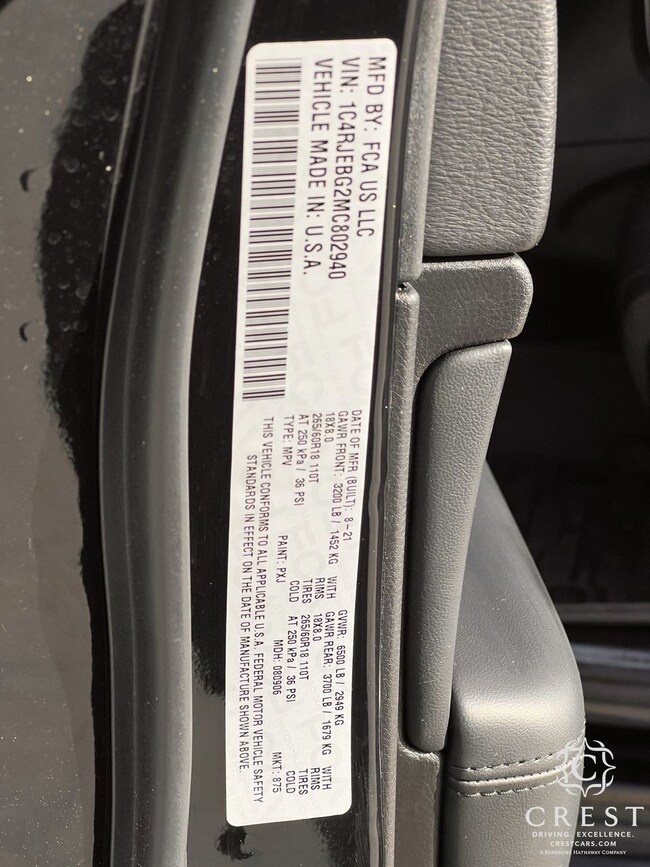 MFD BY: FCA US LLC
VIN: 1C4RJEBG2MC802940
VEHICLE MADE IN: U.S.A.
DATE OF MFR (BUILT): 8-21 GVWR: 6500 LB / 2949 KG
GAWR FRONT: 3200 LB / 1452 KG WITH GAWR REAR: 3700 LB / 1679 KG WITH
18X8.0 RIMS 18X8.0 RIMS
265/60R18 110T TIRES 265/60R18 110T TIRES
AT 250 kPa / 36 PSI COLD AT 250 kPa / 36 PSI COLD
TYPE: MPV PAINT: PXJ MDH: 080906 MKT: 875
THIS VEHICLE CONFORMS TO ALL APPLICABLE U.S.A. FEDERAL MOTOR VEHICLE SAFETY
STANDARDS IN EFFECT ON THE DATE OF MANUFACTURE SHOWN ABOVE.
C
CREST
DRIVING. EXCELLENCE.
CRESTCARS.COM
A BERKSHIRE HATHAWAY COMPANY